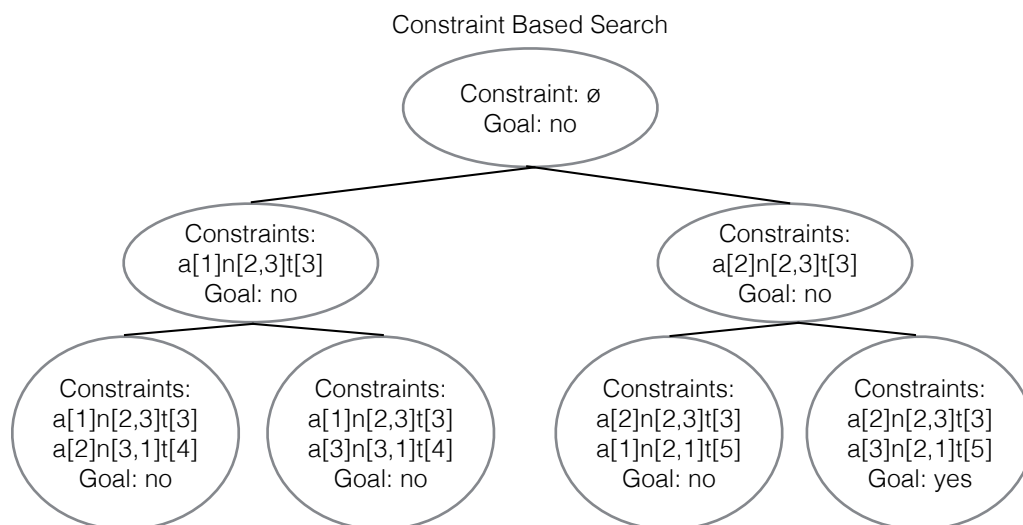 Constraint Based Search
Constraint: ø
Goal: no
Constraints:
a[1]n[2,3]t[3]
Goal: no
Constraints:
a[2]n[2,3]t[3]
Goal: no
Constraints:
a[1]n[2,3]t[3]
a[2]n[3,1]t[4]
Goal: no
Constraints:
a[1]n[2,3]t[3]
a[3]n[3,1]t[4]
Goal: no
Constraints:
a[2]n[2,3]t[3]
a[1]n[2,1]t[5]
Goal: no
Constraints:
a[2]n[2,3]t[3]
a[3]n[2,1]t[5]
Goal: yes